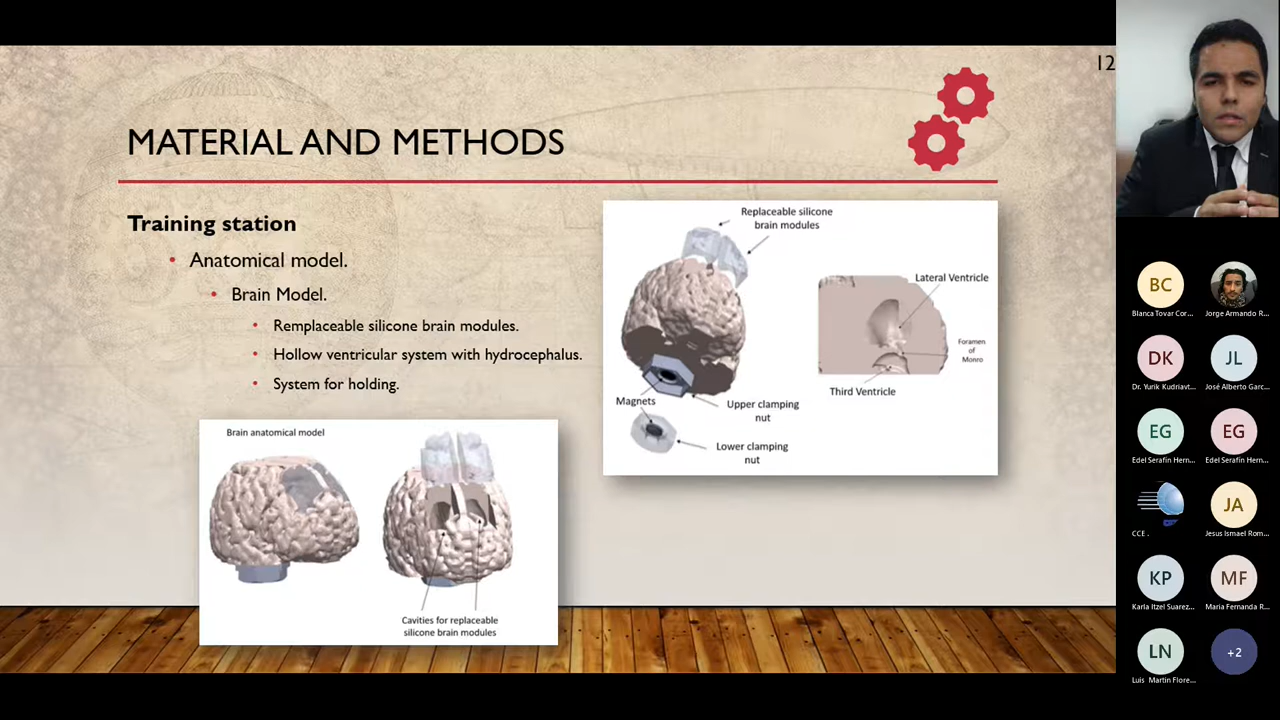 12
MATERIAL AND METHODS
Training station
Anatomical model.
Brain Model.
Remplaceable silicone brain modules.
Hollow ventricular system with hydrocephalus.
System for holding.
Replaceable silicone
brain modules
Lateral Ventricle
Foramen
of
Monro
Third Ventricle
Magnets
Upper clamping
nut
Lower clamping
nut
Brain anatomical model
Cavities for replaceable
silicone brain modules
BC
Blanca Tovar Cor...
Jorge Armando R...
DK
Dr. Yurik Kudriavt...
JL
José Alberto Garc...
EG
Edel Serafín Hern...
EG
Edel Serafín Hern...
CCE .
JA
Jesus Ismael Rom...
KP
Karla Itzel Suarez...
MF
Maria Fernanda R...
LN
Luis Martin Flore...
+2